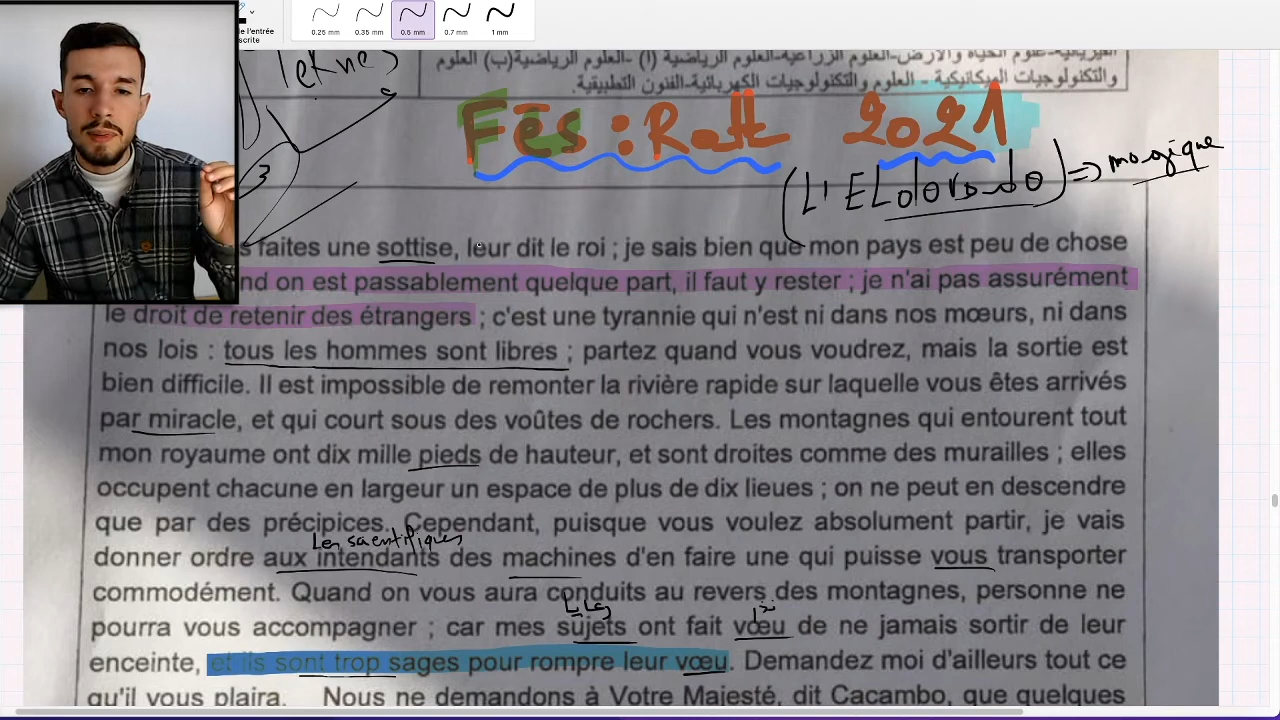 le l'entrée
scrite
0.25 mm 0.35 mm 0.5 mm 0.7 mm 1 mm
الفيزيائية-علوم الحياة والأرض-العلوم الزراعية-العلوم الرياضية (أ) -العلوم الرياضية(ب) العلوم
والتكنولوجيات الميكانيكية - العلوم والتكنولوجيات الكهربائية-الفنون التطبيقية.
Fès : Ratt 2021
(L'ELdorado) => magique
3
s faites une sottise, leur dit le roi ; je sais bien que mon pays est peu de chose
nd on est passablement quelque part, il faut y rester ; je n'ai pas assurément
le droit de retenir des étrangers ; c'est une tyrannie qui n'est ni dans nos mœurs, ni dans
nos lois : tous les hommes sont libres ; partez quand vous voudrez, mais la sortie est
bien difficile. Il est impossible de remonter la rivière rapide sur laquelle vous êtes arrivés
par miracle, et qui court sous des voûtes de rochers. Les montagnes qui entourent tout
mon royaume ont dix mille pieds de hauteur, et sont droites comme des murailles ; elles
occupent chacune en largeur un espace de plus de dix lieues ; on ne peut en descendre
que par des précipices. Cependant, puisque vous voulez absolument partir, je vais
Les scientifiques
donner ordre aux intendants des machines d'en faire une qui puisse vous transporter
commodément. Quand on vous aura conduits au revers des montagnes, personne ne
pourra vous accompagner ; car mes sujets ont fait vœu de ne jamais sortir de leur
enceinte, et ils sont trop sages pour rompre leur vœu. Demandez moi d'ailleurs tout ce
qu'il vous plaira. Nous ne demandons à Votre Majesté, dit Cacambo, que quelques